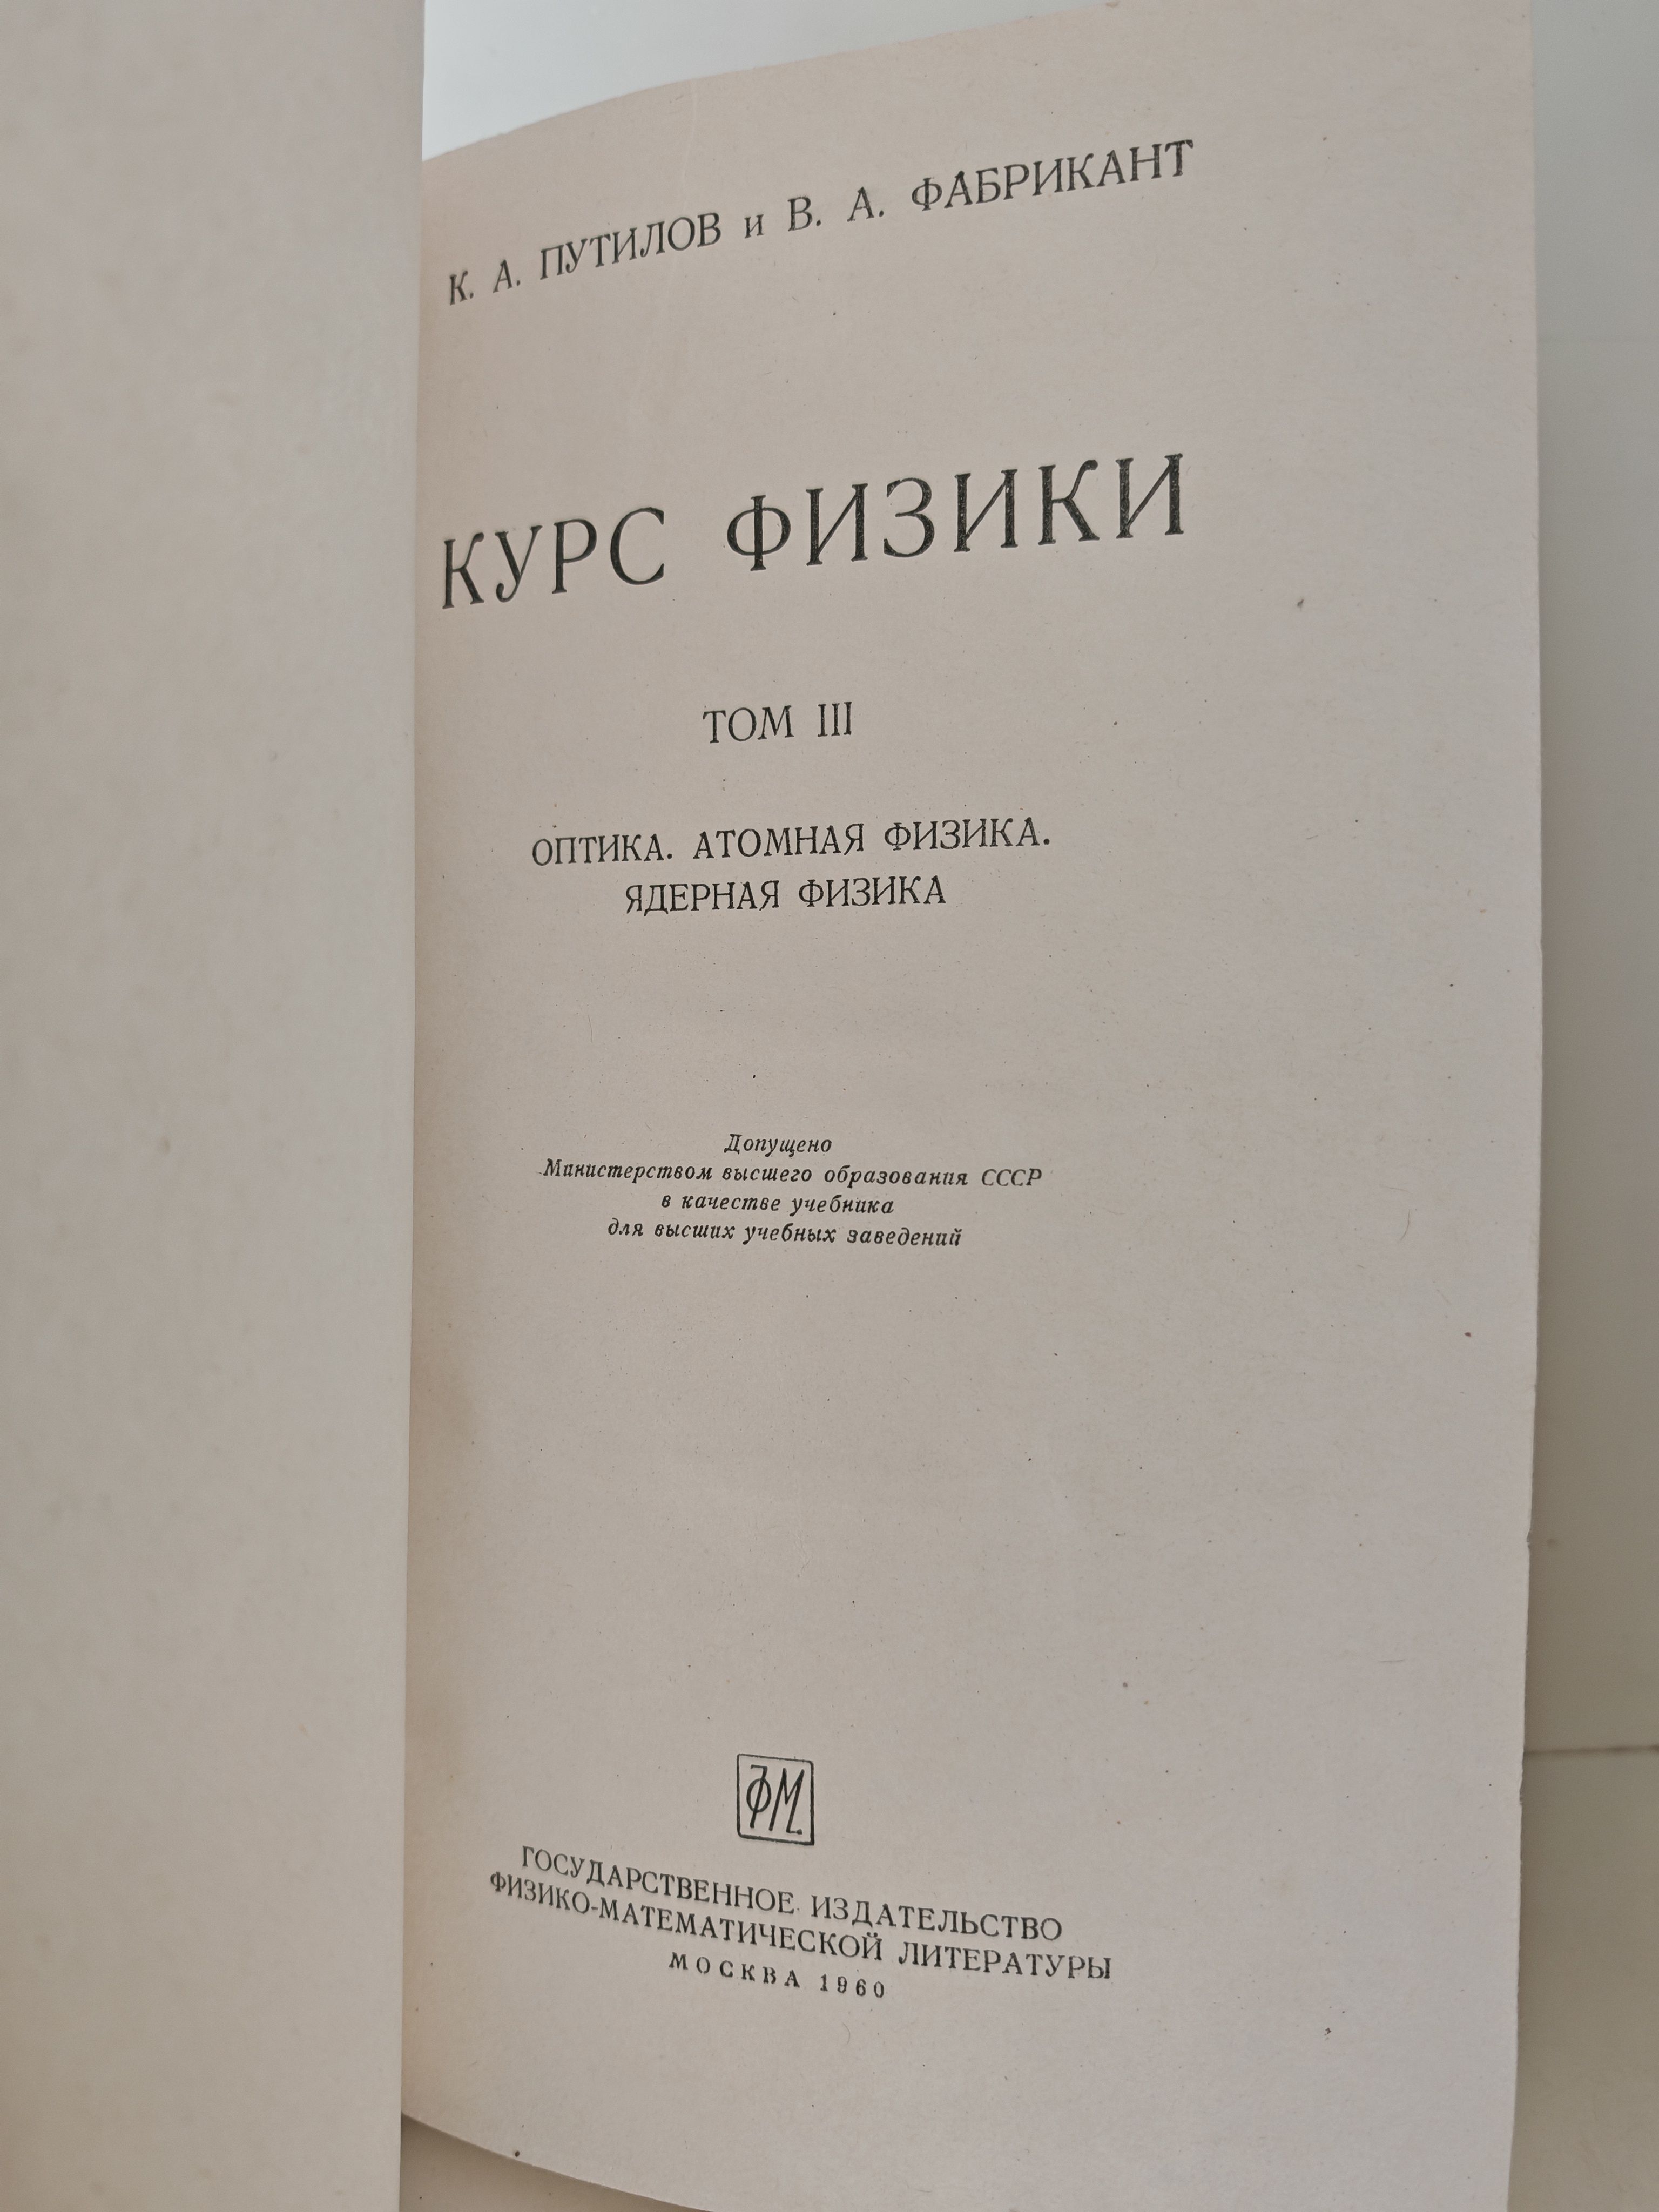 К. А. ПУТИЛОВ и В. А. ФАБРИКАНТ
КУРС ФИЗИКИ
ТОМ III
ОПТИКА. АТОМНАЯ ФИЗИКА.
ЯДЕРНАЯ ФИЗИКА
Допущено
Министерством высшего образования СССР
в качестве учебника
для высших учебных заведений
ФМ
ГОСУДАРСТВЕННОЕ ИЗДАТЕЛЬСТВО
ФИЗИКО-МАТЕМАТИЧЕСКОЙ ЛИТЕРАТУРЫ
МОСКВА 1960